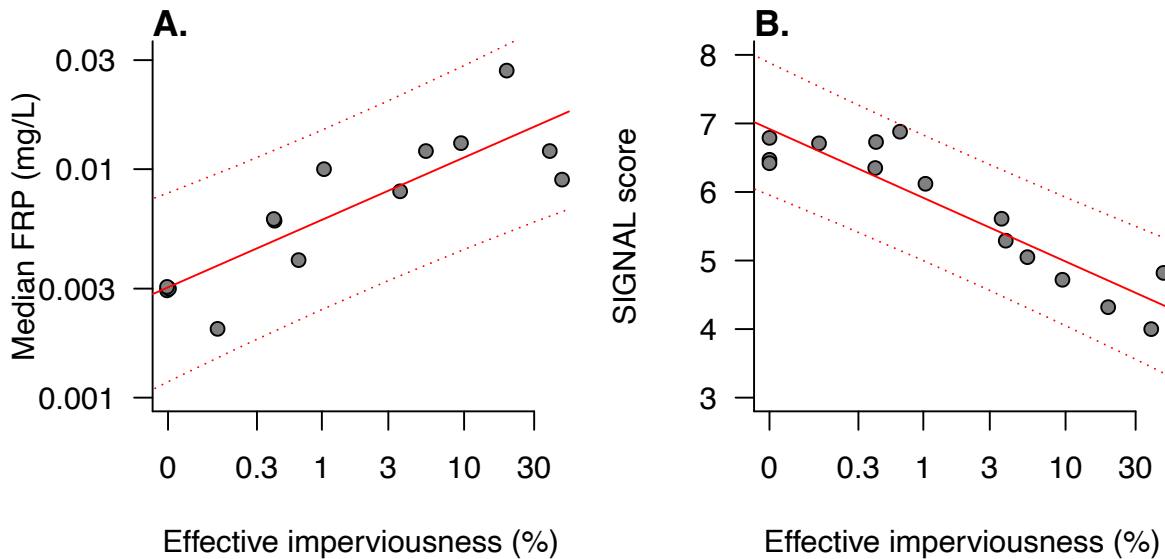 A.
Median FRP (mg/L)
0.03
0.01
0.003
0.001
0 0.3 1 3 10 30
Effective imperviousness (%)
B.
SIGNAL score
8
7
6
5
4
3
0 0.3 1 3 10 30
Effective imperviousness (%)